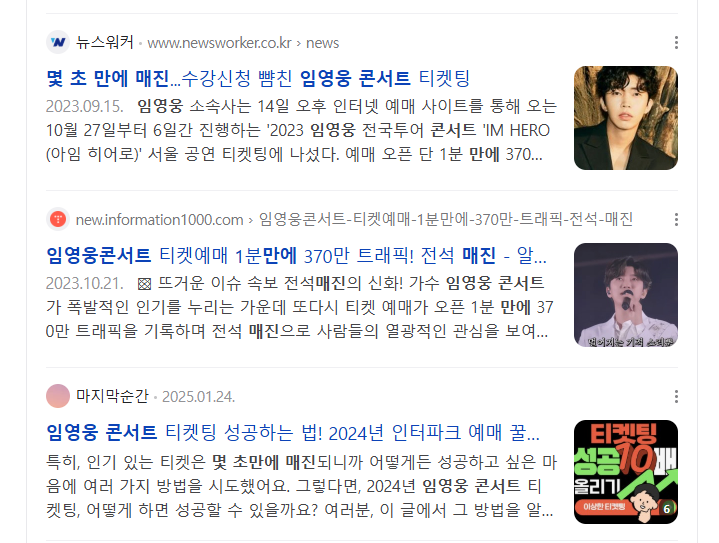 뉴스워커 · www.newsworker.co.kr › news
몇 초 만에 매진...수강신청 뺨친 임영웅 콘서트 티켓팅
2023.09.15. 임영웅 소속사는 14일 오후 인터넷 예매 사이트를 통해 오는
10월 27일부터 6일간 진행하는 '2023 임영웅 전국투어 콘서트 'IM HERO
(아임 히어로)' 서울 공연 티켓팅에 나섰다. 예매 오픈 단 1분 만에 370...
new.information1000.com › 임영웅콘서트-티켓예매-1분만에-370만-트래픽-전석-매진
임영웅콘서트 티켓예매 1분만에 370만 트래픽! 전석 매진 - 알...
2023.10.21. 뜨거운 이슈 속보 전석매진의 신화! 가수 임영웅 콘서트
가 폭발적인 인기를 누리는 가운데 또다시 티켓 예매가 오픈 1분 만에 37
0만 트래픽을 기록하며 전석 매진으로 사람들의 열광적인 관심을 보여...
마지막순간 · 2025.01.24.
임영웅 콘서트 티켓팅 성공하는 법! 2024년 인터파크 예매 꿀...
특히, 인기 있는 티켓은 몇 초만에 매진되니까 어떻게든 성공하고 싶은 마
음에 여러 가지 방법을 시도했어요. 그렇다면, 2024년 임영웅 콘서트 티
켓팅, 어떻게 하면 성공할 수 있을까요? 여러분, 이 글에서 그 방법을 알...
티켓팅
성공 10배
올리기
이상한 티켓팅
6